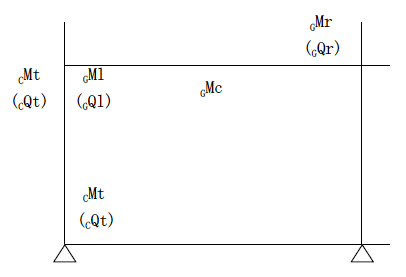 GMr
(GQr)
CMt
(CQt)
GMl
(GQl)
GMc
CMt
(CQt)